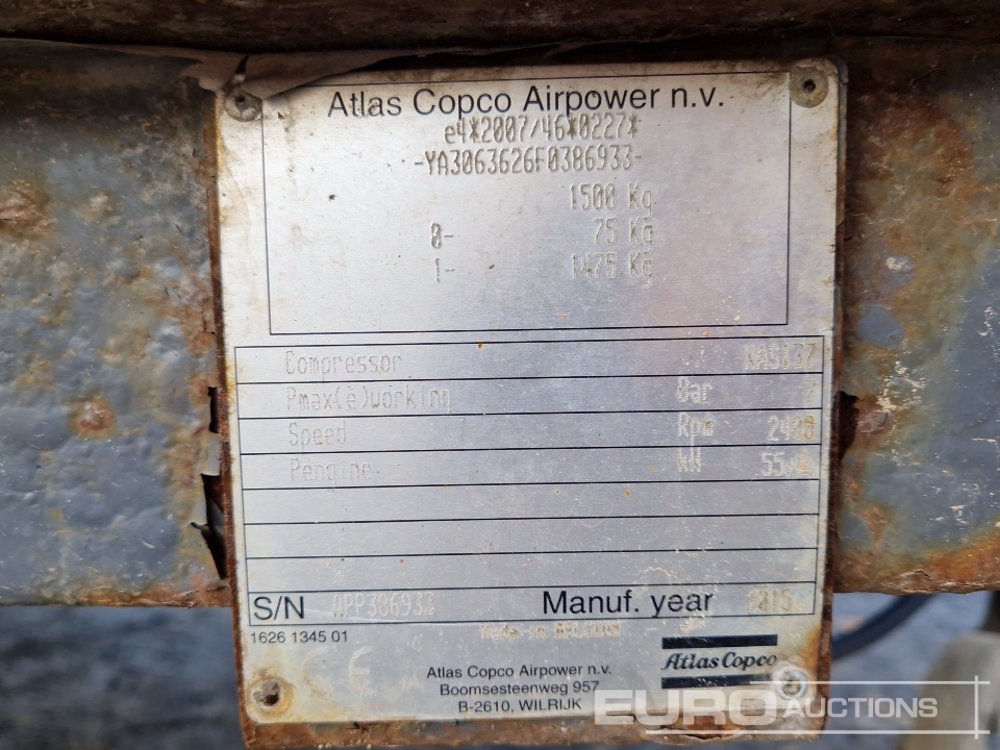 Atlas Copco Airpower n.v.
e4*2007/46*0227*
-YA3063626F0386933-
1500 Kg
0- 75 Kg
1- 1475 Kg
Compressor XAS137
Pmax(è)working Bar 7
Speed Rpm
Pengine kW
S/N APP386933 Manuf. year 2015
1626 1345 01
Made in BELGIUM
CE
Atlas Copco Airpower n.v.
Boomsesteenweg 957
B-2610, WILRIJK
Atlas Copco
EURO AUCTIONS